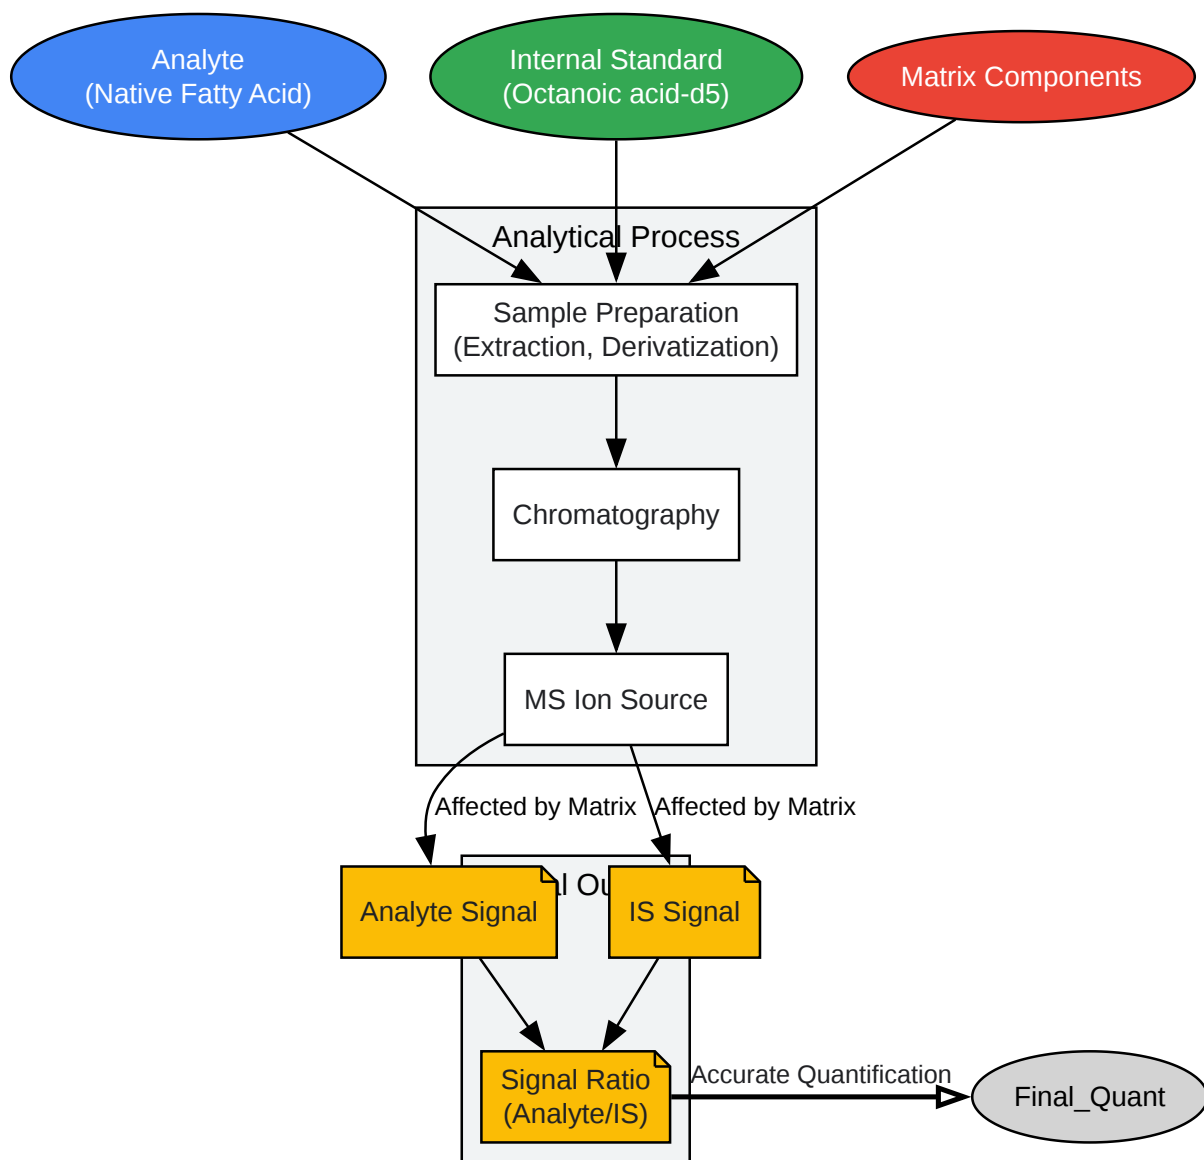 Analyte
(Native Fatty Acid)
Internal Standard
(Octanoic acid-d5)
Matrix Components
Analytical Process
Sample Preparation
(Extraction, Derivatization)
Chromatography
MS Ion Source
Affected by Matrix
Affected by Matrix
Analyte Signal
IS Signal
Signal Ratio
(Analyte/IS)
Accurate Quantification
Final_Quant